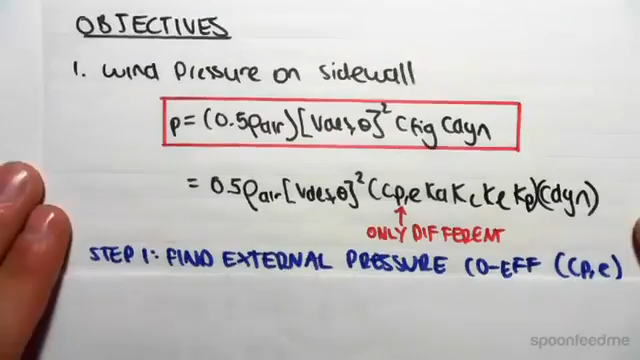 OBJECTIVES
1. Wind Pressure on sidewall
p = (0.5ρair)[Vdes,θ]² Cfig Cdyn
= 0.5ρair[Vdes,θ]² (Cp,e Ka Kc Ke Kp)(Cdyn)
ONLY DIFFERENT
STEP 1: FIND EXTERNAL PRESSURE CO-EFF (Cp,e)
spoonfeedme